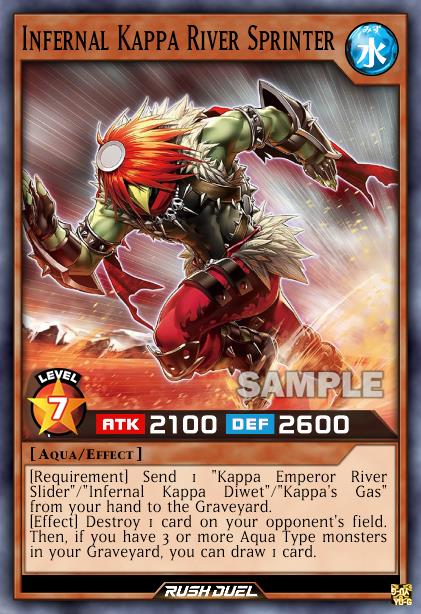 Infernal Kappa River Sprinter
みず
水
SAMPLE
LEVEL
7
ATK 2100 DEF 2600
[Aqua/Effect]
[Requirement] Send 1 "Kappa Emperor River
Slider"/"Infernal Kappa Diwet"/"Kappa's Gas"
from your hand to the Graveyard.
[Effect] Destroy 1 card on your opponent's field.
Then, if you have 3 or more Aqua Type monsters
in your Graveyard, you can draw 1 card.
RUSH DUEL